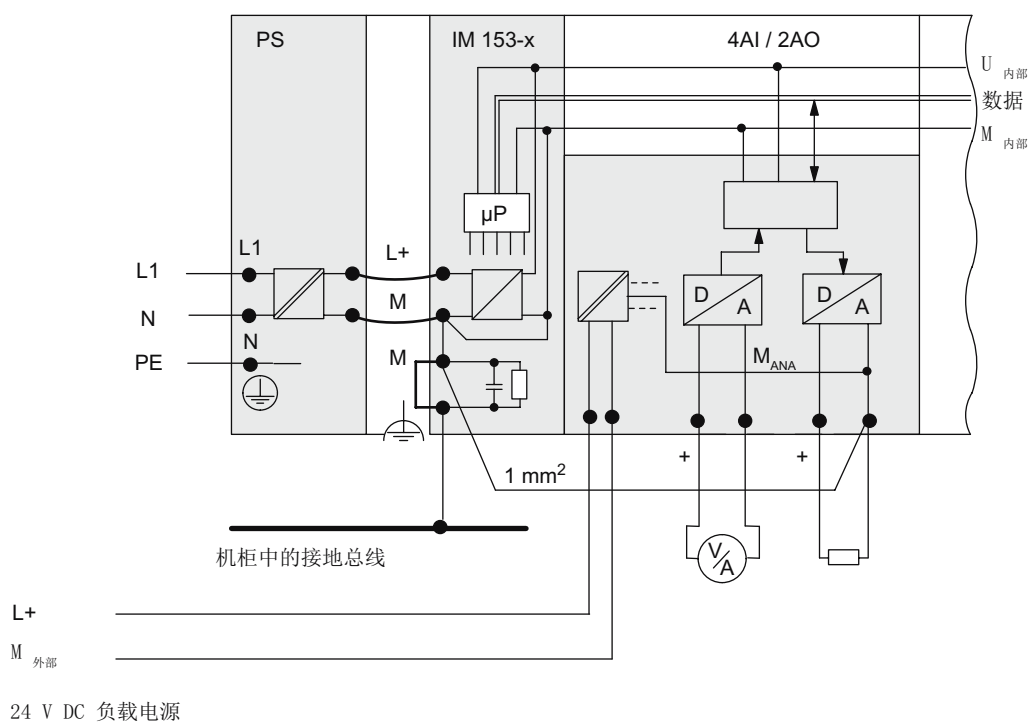 PS
IM 153-x
4AI / 2AO
U 内部
数据
M 内部
µP
L1
L+
L1
D
A
D
A
N
M
N
M
MANA
PE
+
+
1 mm2
V/A
机柜中的接地总线
L+
M 外部
24 V DC 负载电源